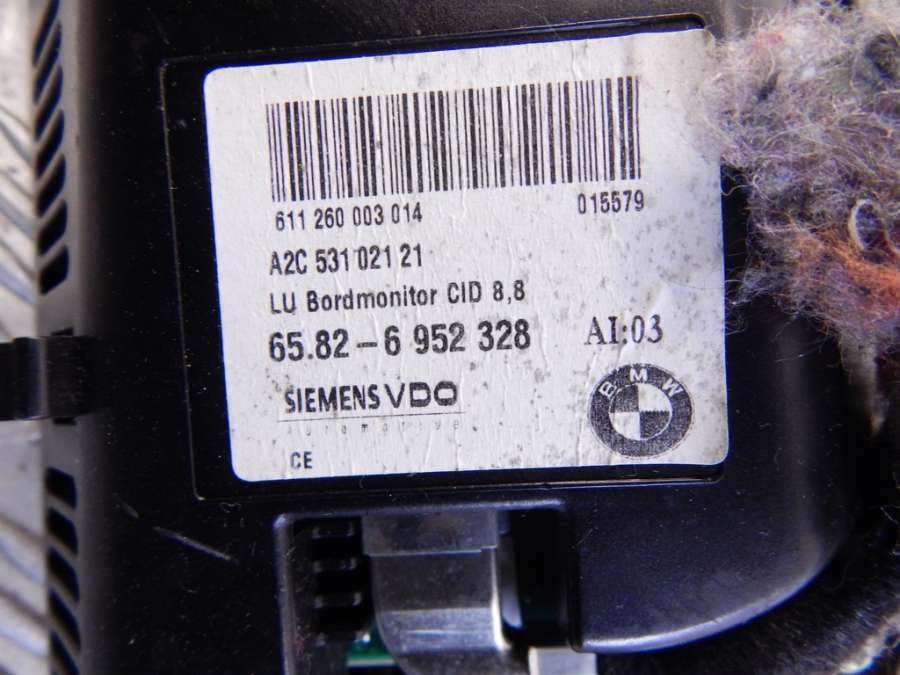 611 260 003 014 015579
A2C 531 021 21
LU Bordmonitor CID 8,8
65.82-6 952 328 AI:03
SIEMENS VDO
automotive
BMW
CE